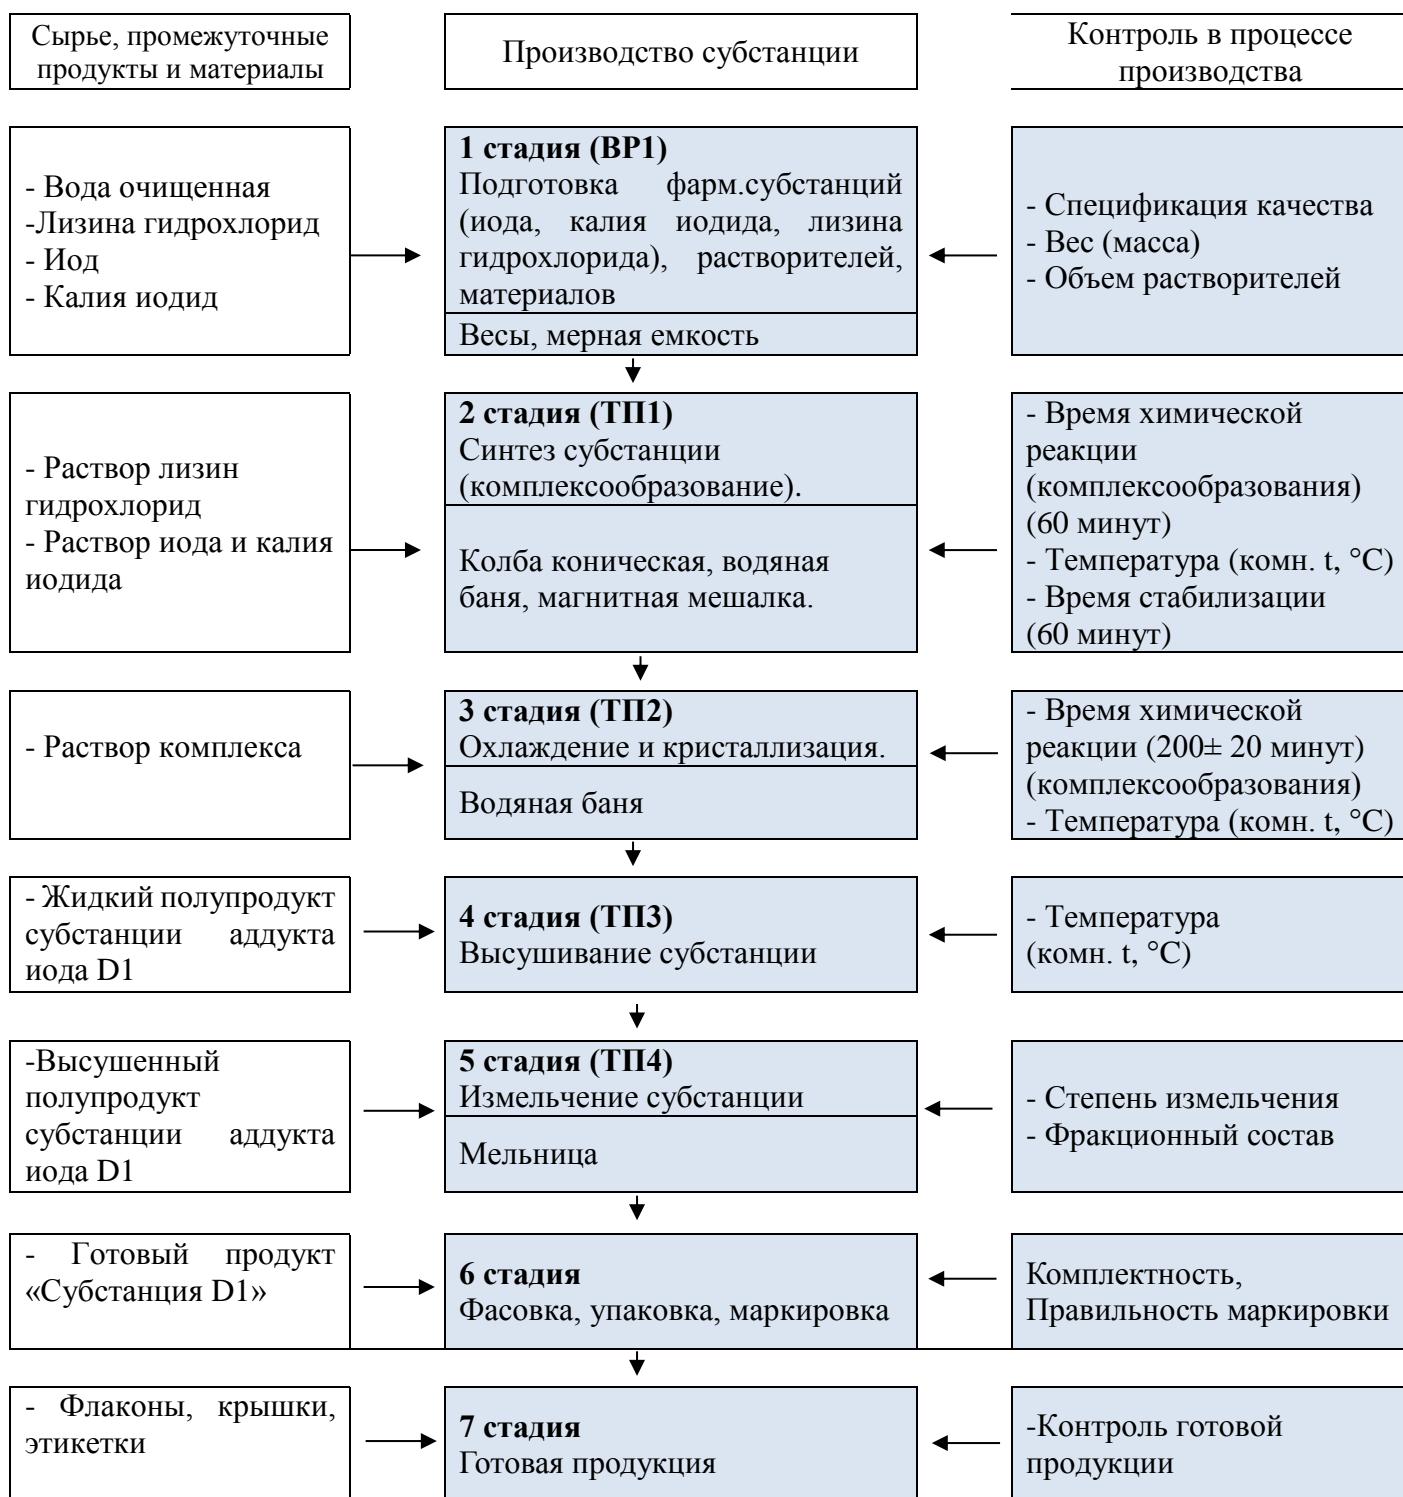 Сырье, промежуточные
продукты и материалы
Производство субстанции
Контроль в процессе
производства
- Вода очищенная
-Лизина гидрохлорид
- Иод
- Калия иодид
1 стадия (ВР1)
Подготовка фарм.субстанций
(иода, калия иодида, лизина
гидрохлорида), растворителей,
материалов
Весы, мерная емкость
- Спецификация качества
- Вес (масса)
- Объем растворителей
- Раствор лизин
гидрохлорид
- Раствор иода и калия
иодида
2 стадия (ТП1)
Синтез субстанции
(комплексообразование).
Колба коническая, водяная
баня, магнитная мешалка.
- Время химической
реакции
(комплексообразования)
(60 минут)
- Температура (комн. t, °C)
- Время стабилизации
(60 минут)
- Раствор комплекса
3 стадия (ТП2)
Охлаждение и кристаллизация.
Водяная баня
- Время химической
реакции (200± 20 минут)
(комплексообразования)
- Температура (комн. t, °C)
- Жидкий полупродукт
субстанции аддукта
иода D1
4 стадия (ТП3)
Высушивание субстанции
- Температура
(комн. t, °C)
-Высушенный
полупродукт
субстанции аддукта
иода D1
5 стадия (ТП4)
Измельчение субстанции
Мельница
- Степень измельчения
- Фракционный состав
- Готовый продукт
«Субстанция D1»
6 стадия
Фасовка, упаковка, маркировка
Комплектность,
Правильность маркировки
- Флаконы, крышки,
этикетки
7 стадия
Готовая продукция
-Контроль готовой
продукции